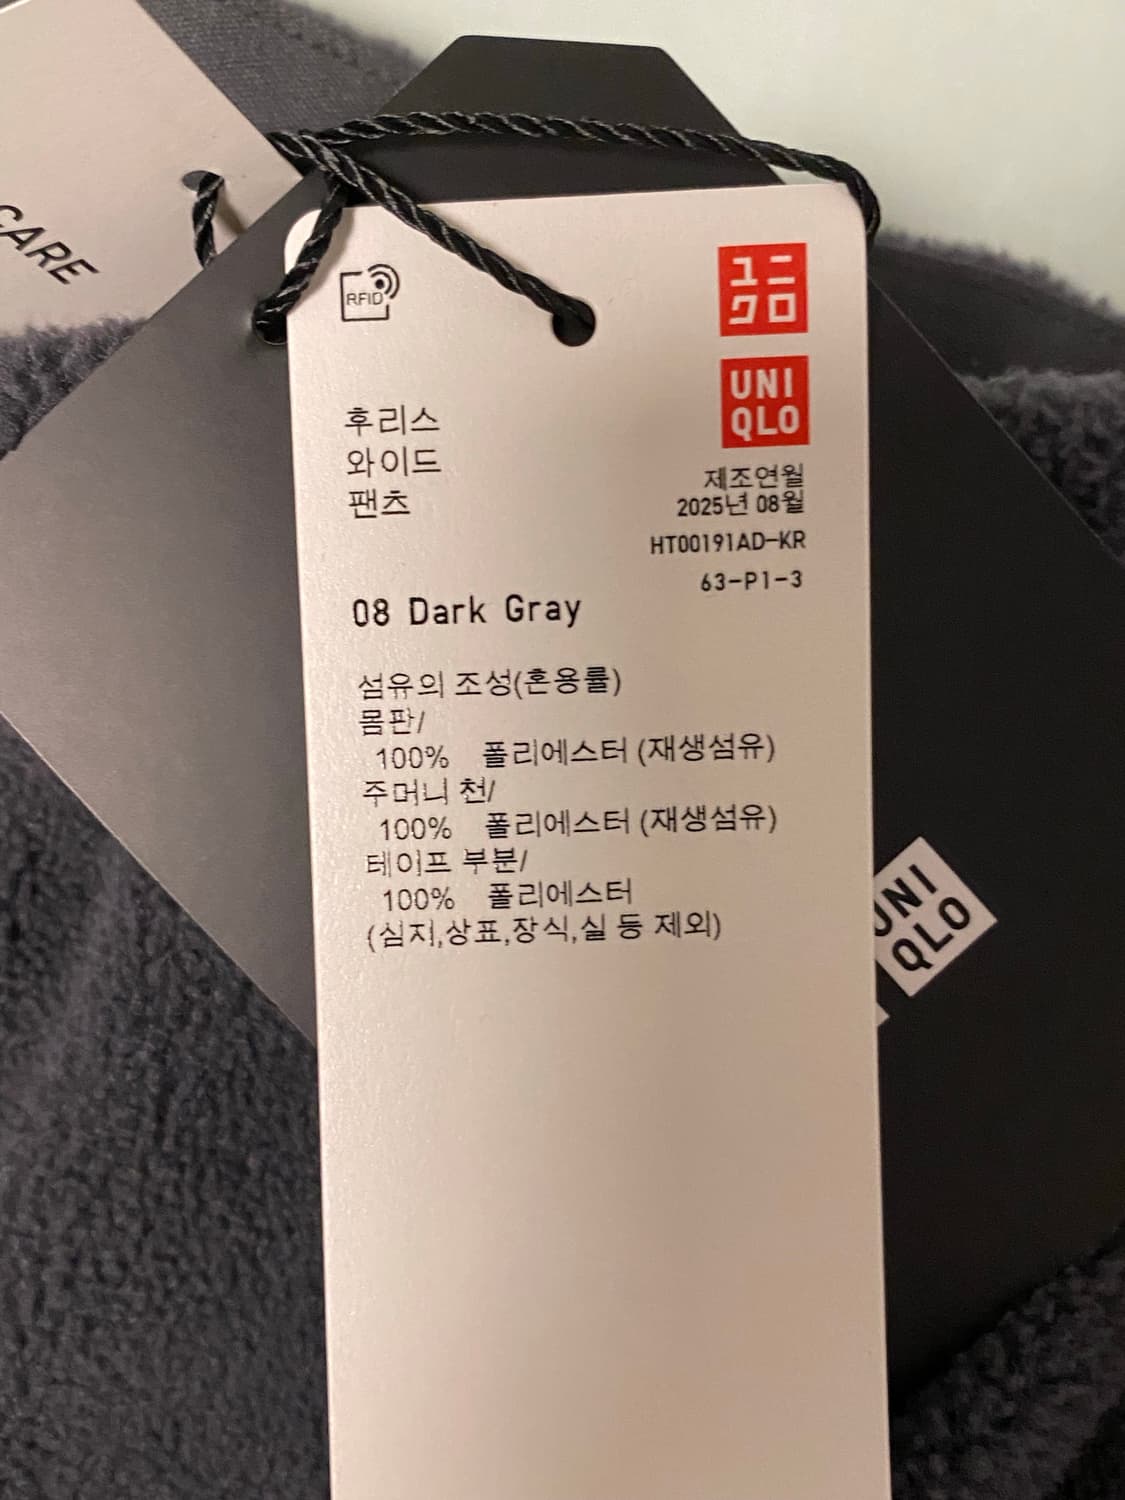 CARE
RFID
ユニ
クロ
UNI
QLO
후리스
와이드
팬츠
제조연월
2025년 08월
HT00191AD-KR
63-P1-3
08 Dark Gray
섬유의 조성(혼용률)
몸판/
100% 폴리에스터 (재생섬유)
주머니 천/
100% 폴리에스터 (재생섬유)
테이프 부분/
100% 폴리에스터
(심지,상표,장식,실 등 제외)
UNI
QLO